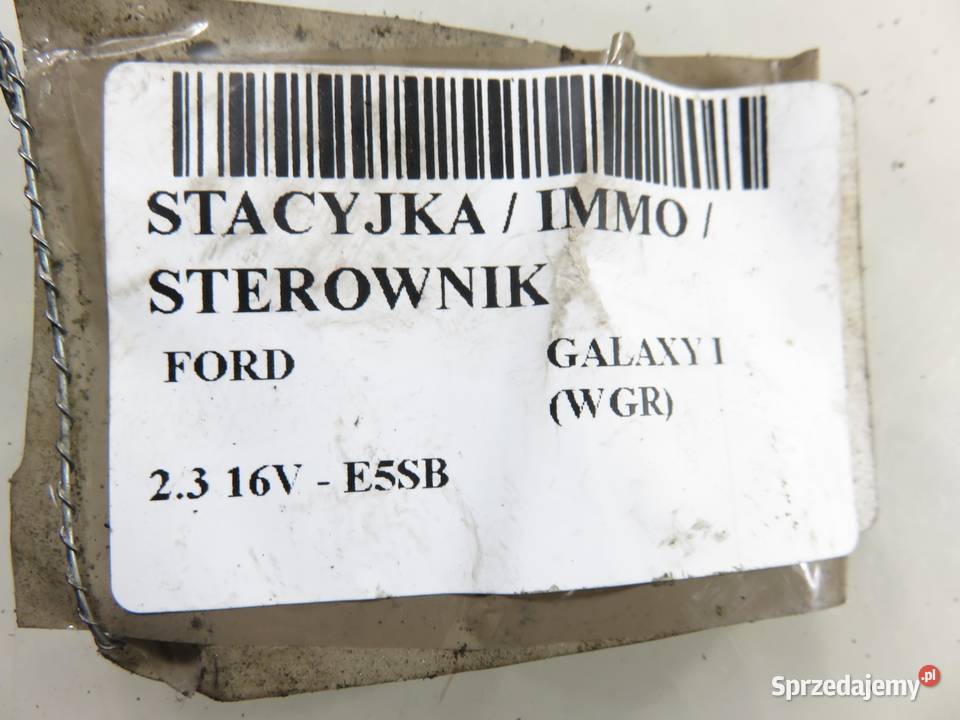 STACYJKA / IMMO /
STEROWNIK
FORD
GALAXY I
(WGR)
2.3 16V - E5SB
Sprzedajemy.pl